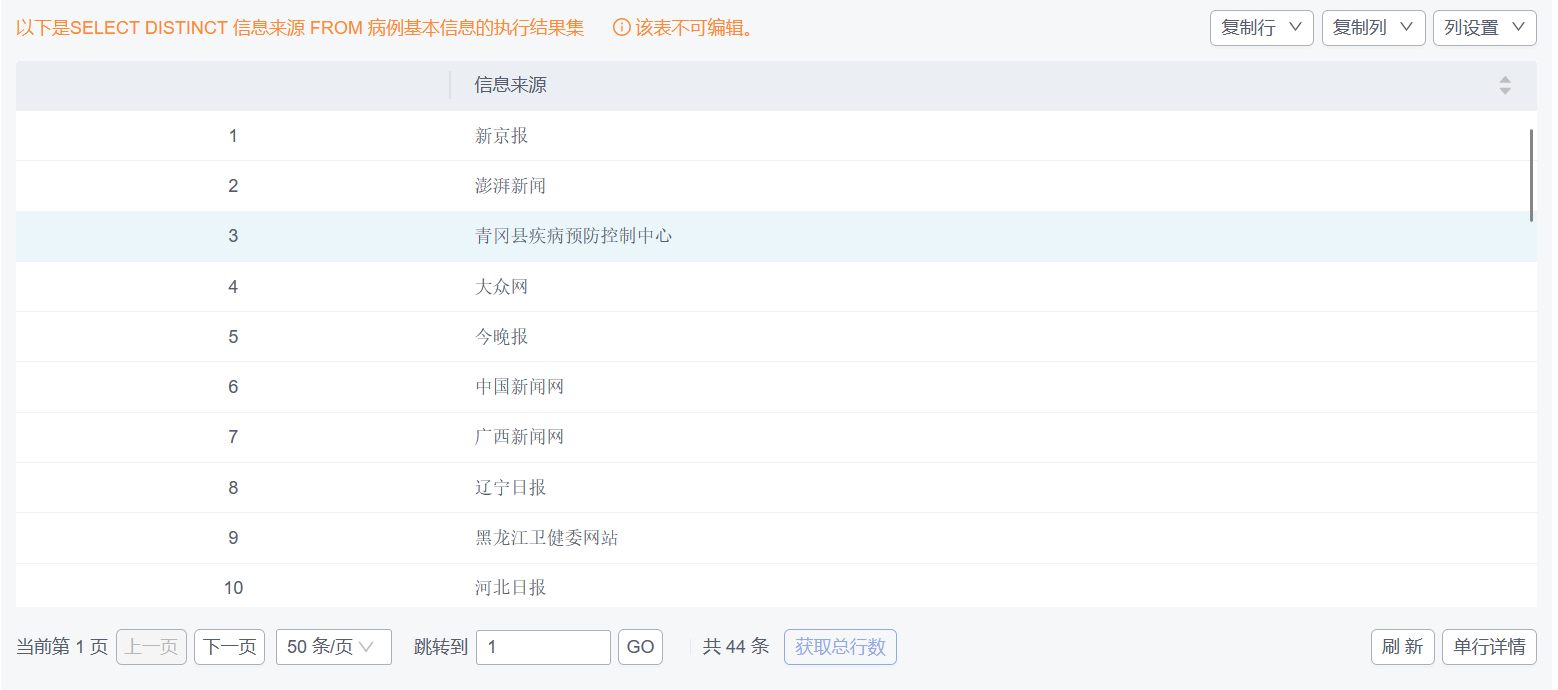 以下是SELECT DISTINCT 信息来源 FROM 病例基本信息的执行结果集 该表不可编辑。 复制行 复制列 列设置
信息来源
1 新京报
2 澎湃新闻
3 青冈县疾病预防控制中心
4 大众网
5 今晚报
6 中国新闻网
7 广西新闻网
8 辽宁日报
9 黑龙江卫健委网站
10 河北日报
当前第 1 页 上一页 下一页 50 条/页 跳转到 1 GO 共 44 条 获取总行数 刷 新 单行详情